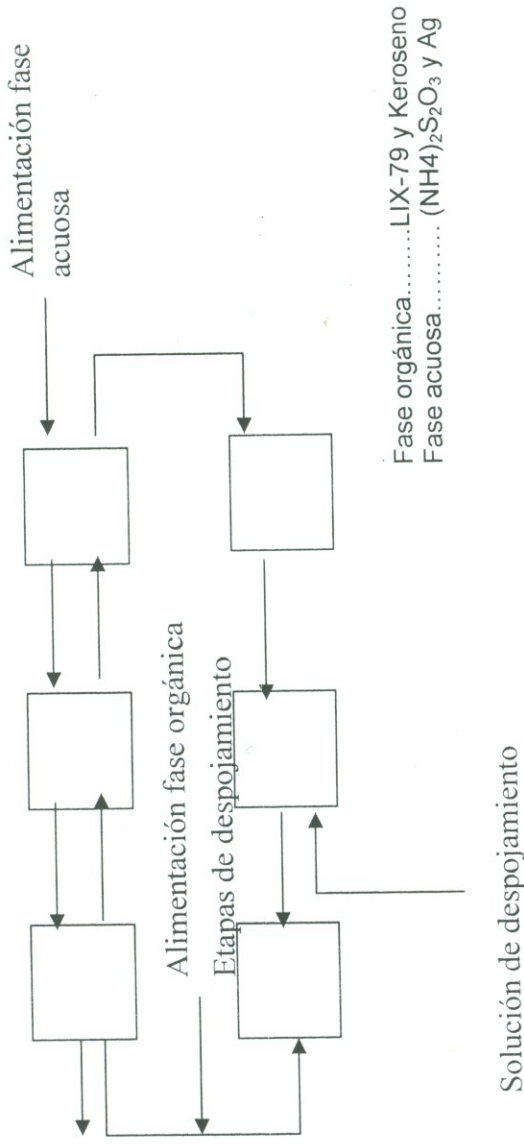 Alimentación fase
acuosa
Alimentación fase orgánica
Etapas de despojamiento
Solución de despojamiento
Fase orgánica........LIX-79 y Keroseno
Fase acuosa........... (NH4)₂S₂O₃ y Ag